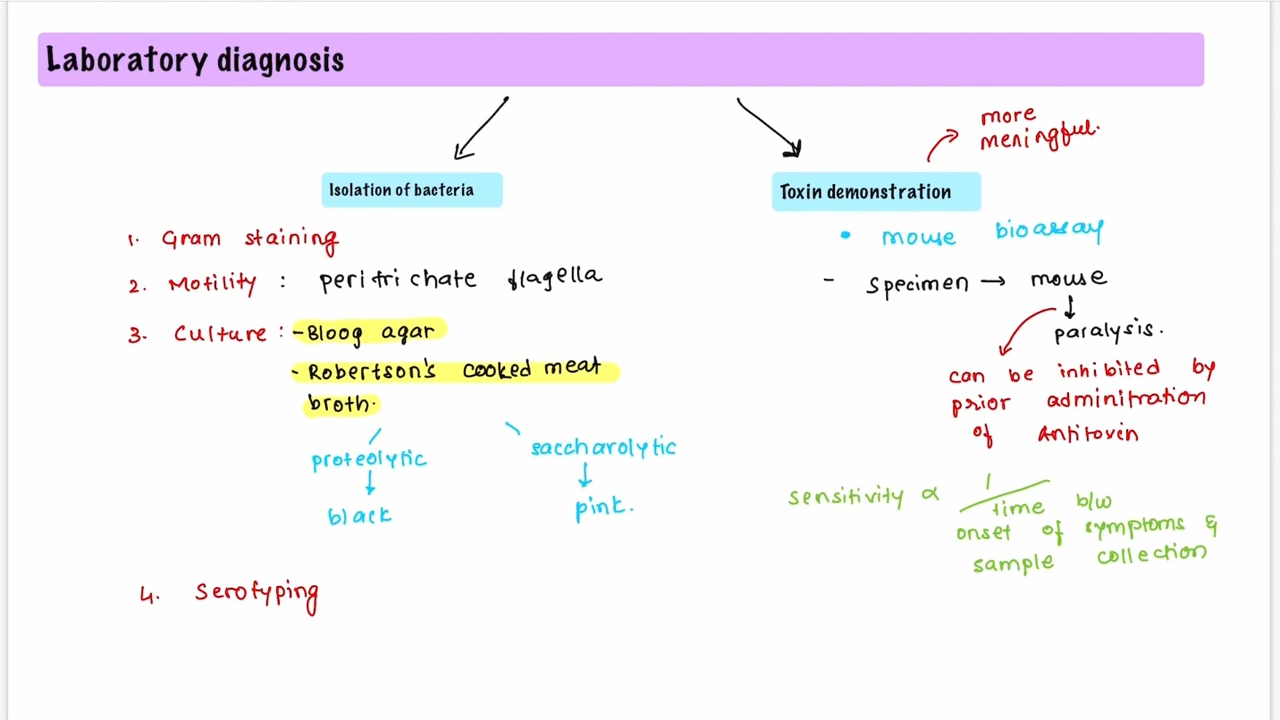 Laboratory diagnosis
Isolation of bacteria
1. Gram staining
2. Motility : peritrichate flagella
3. Culture : - Bloog agar
- Robertson's cooked meat
broth.
proteolytic
black
saccharolytic
pink.
4. Serotyping
more
meningful.
Toxin demonstration
• mouse bioassay
- Specimen → mouse
paralysis.
can be inhibited by
prior adminitration
of Antitoxin
sensitivity ∝ 1
time b/w
onset of symptoms &
sample collection